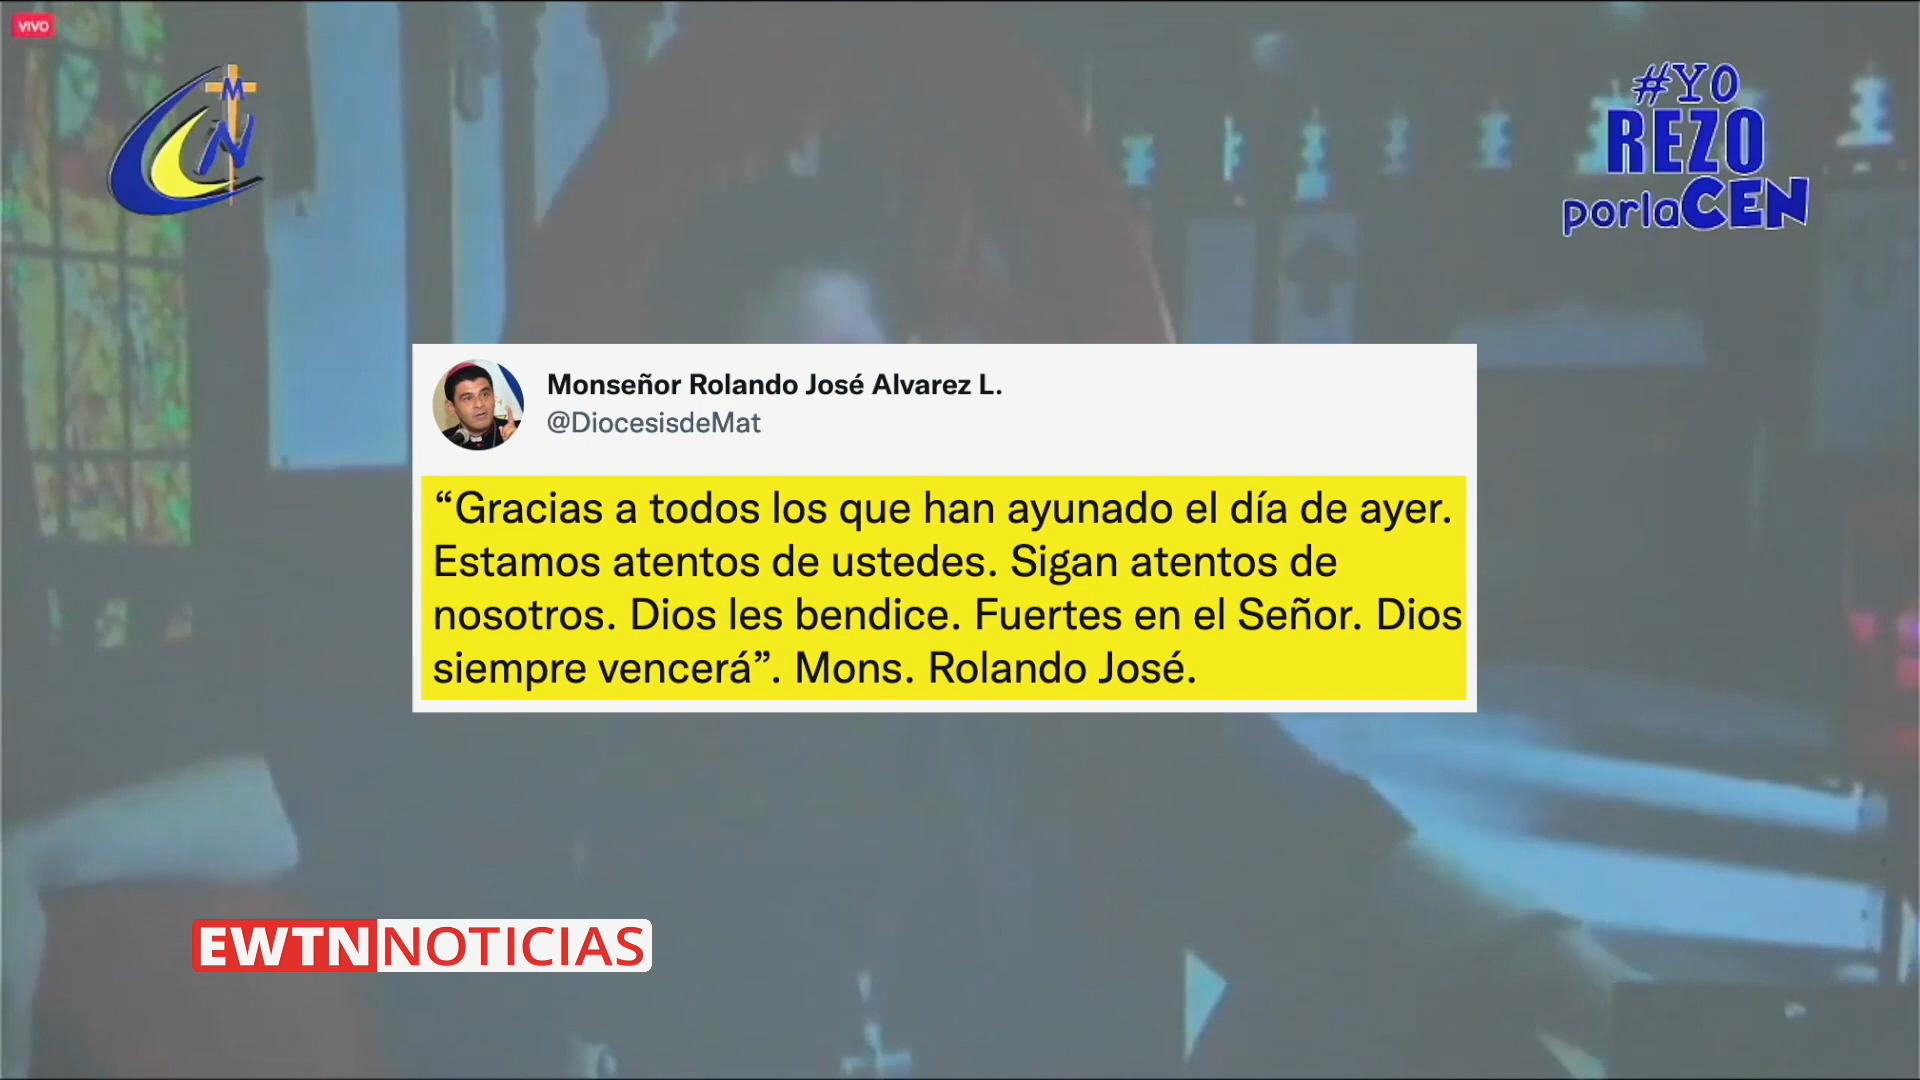 VIVO
MN
#YO
REZO
porlaCEN
Monseñor Rolando José Alvarez L.
@DiocesisdeMat
“Gracias a todos los que han ayunado el día de ayer.
Estamos atentos de ustedes. Sigan atentos de
nosotros. Dios les bendice. Fuertes en el Señor. Dios
siempre vencerá”. Mons. Rolando José.
EWTN NOTICIAS